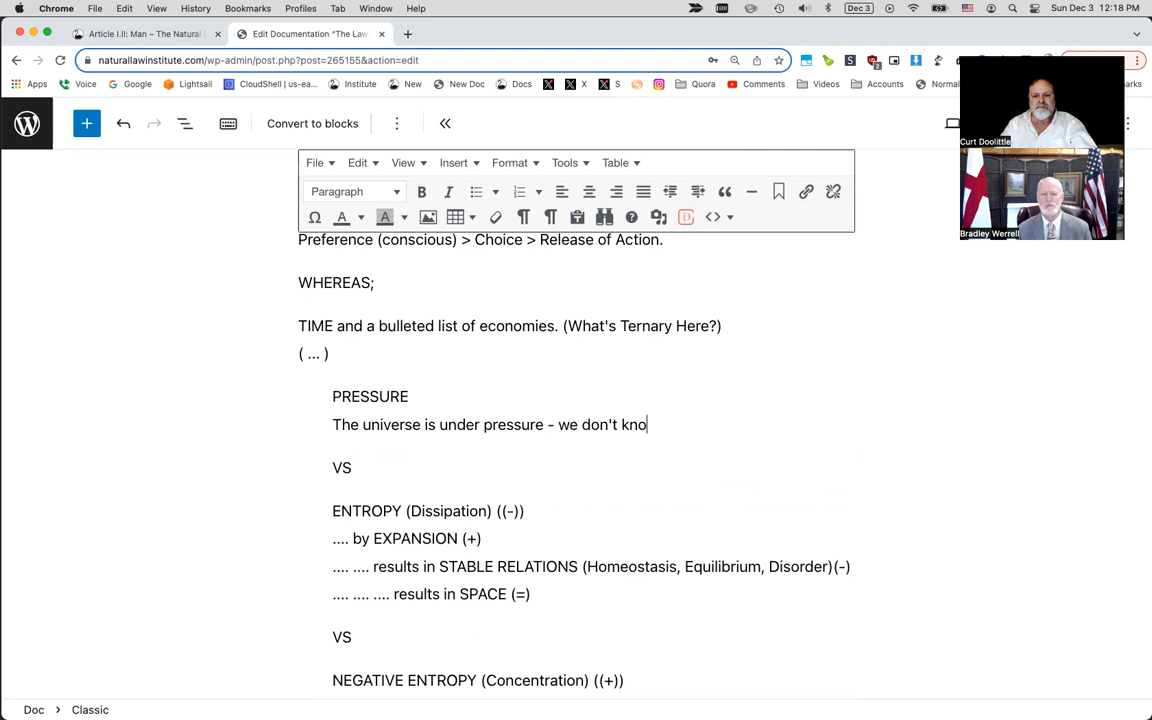 Chrome File Edit View History Bookmarks Profiles Tab Window Help Dec 3 Sun Dec 3 12:18 PM
Article I.II: Man – The Natural Edit Documentation “The Law
naturallawinstitute.com/wp-admin/post.php?post=265155&action=edit
Apps Voice Google Lightsail CloudShell | us-ea... Institute New New Doc Docs X X S Quora Comments Videos Accounts Normal
Convert to blocks
Curt Doolittle
File Edit View Insert Format Tools Table
Paragraph
Bradley Werrell
Preference (conscious) > Choice > Release of Action.
WHEREAS;
TIME and a bulleted list of economies. (What's Ternary Here?)
( ... )
PRESSURE
The universe is under pressure - we don't kno
VS
ENTROPY (Dissipation) ((-))
.... by EXPANSION (+)
.... .... results in STABLE RELATIONS (Homeostasis, Equilibrium, Disorder)(-)
.... .... .... results in SPACE (=)
VS
NEGATIVE ENTROPY (Concentration) ((+))
Doc > Classic